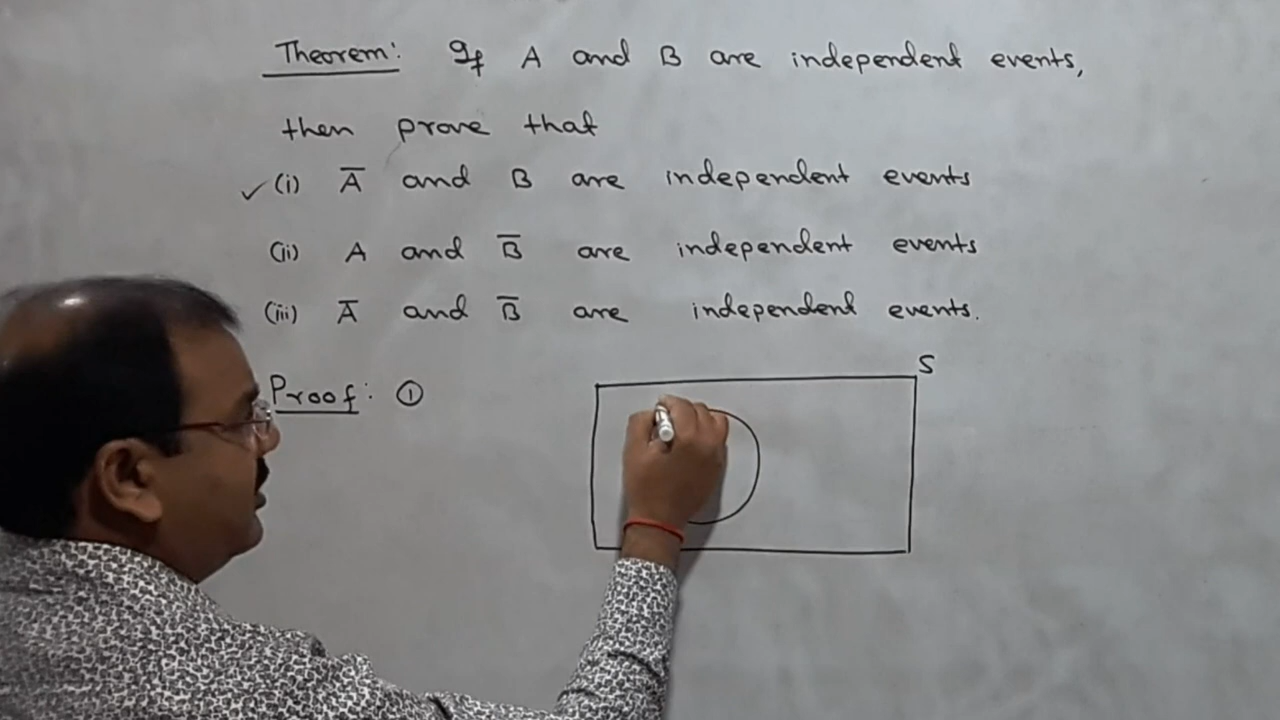 Theorem: If A and B are independent events,
then prove that
✓(i) A̅ and B are independent events
(ii) A and B̅ are independent events
(iii) A̅ and B̅ are independent events.
Proof: ①
S